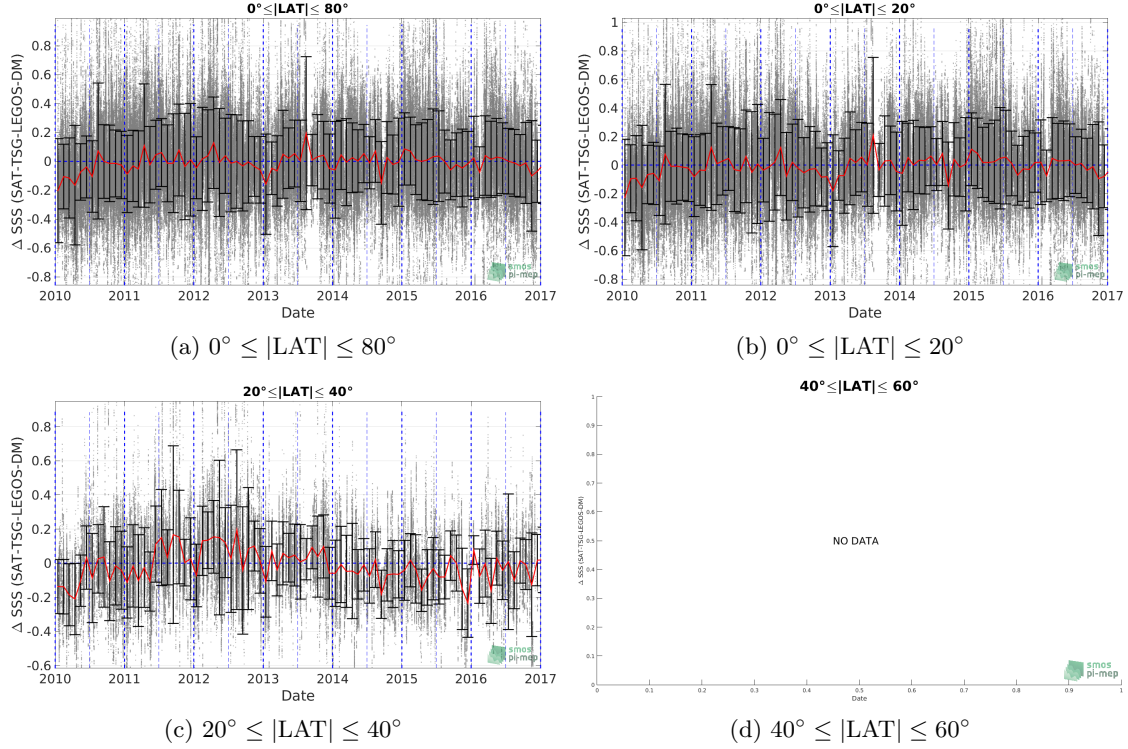 0°≤|LAT|≤ 80°
Δ SSS (SAT-TSG-LEGOS-DM)
0.8
0.6
0.4
0.2
0
-0.2
-0.4
-0.6
-0.8
smos
pi-mep
2010 2011 2012 2013 2014 2015 2016 2017
Date
(a) 0° ≤ |LAT| ≤ 80°
0°≤|LAT|≤ 20°
Δ SSS (SAT-TSG-LEGOS-DM)
1
0.8
0.6
0.4
0.2
0
-0.2
-0.4
-0.6
-0.8
smos
pi-mep
2010 2011 2012 2013 2014 2015 2016 2017
Date
(b) 0° ≤ |LAT| ≤ 20°
20°≤|LAT|≤ 40°
Δ SSS (SAT-TSG-LEGOS-DM)
0.8
0.6
0.4
0.2
0
-0.2
-0.4
-0.6
smos
pi-mep
2010 2011 2012 2013 2014 2015 2016 2017
Date
(c) 20° ≤ |LAT| ≤ 40°
40°≤|LAT|≤ 60°
Δ SSS (SAT-TSG-LEGOS-DM)
1
0.9
0.8
0.7
0.6
0.5
0.4
0.3
0.2
0.1
0
NO DATA
smos
pi-mep
0 0.1 0.2 0.3 0.4 0.5 0.6 0.7 0.8 0.9 1
Date
(d) 40° ≤ |LAT| ≤ 60°